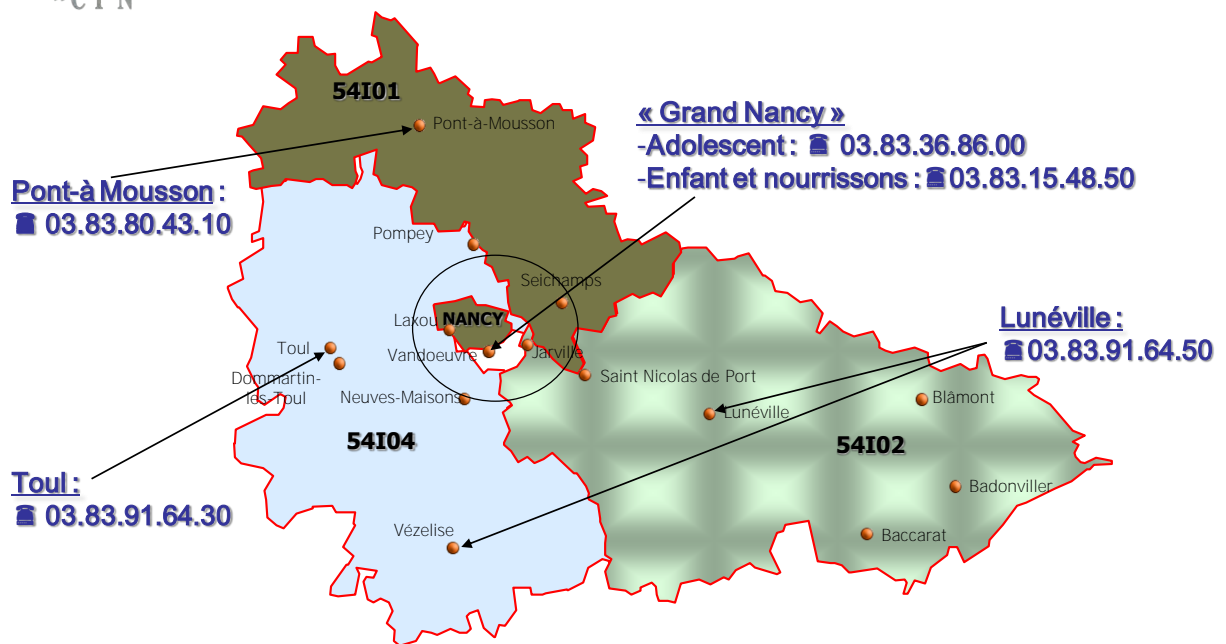 CPN
54I01
Pont-à-Mousson
« Grand Nancy »
-Adolescent : ☎ 03.83.36.86.00
-Enfant et nourrissons : ☎03.83.15.48.50
Pont-à Mousson :
☎ 03.83.80.43.10
Pompey
Seichamps
Laxou
NANCY
Lunéville :
☎03.83.91.64.50
Toul
Vandoeuvre
Jarville
Dommartin-
les-Toul
Neuves-Maisons
Saint Nicolas de Port
Lunéville
Blâmont
54I04
54I02
Toul :
☎ 03.83.91.64.30
Badonviller
Vézelise
Baccarat